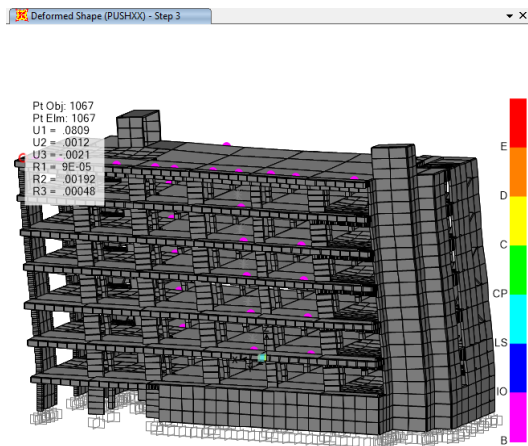 Deformed Shape (PUSHXX) - Step 3
Pt Obj: 1067
Pt Elm: 1067
U1 = .0809
U2 = .0012
U3 = -.0021
R1 = 9E-05
R2 = .00192
R3 = .00048
E
D
C
CP
LS
IO
B